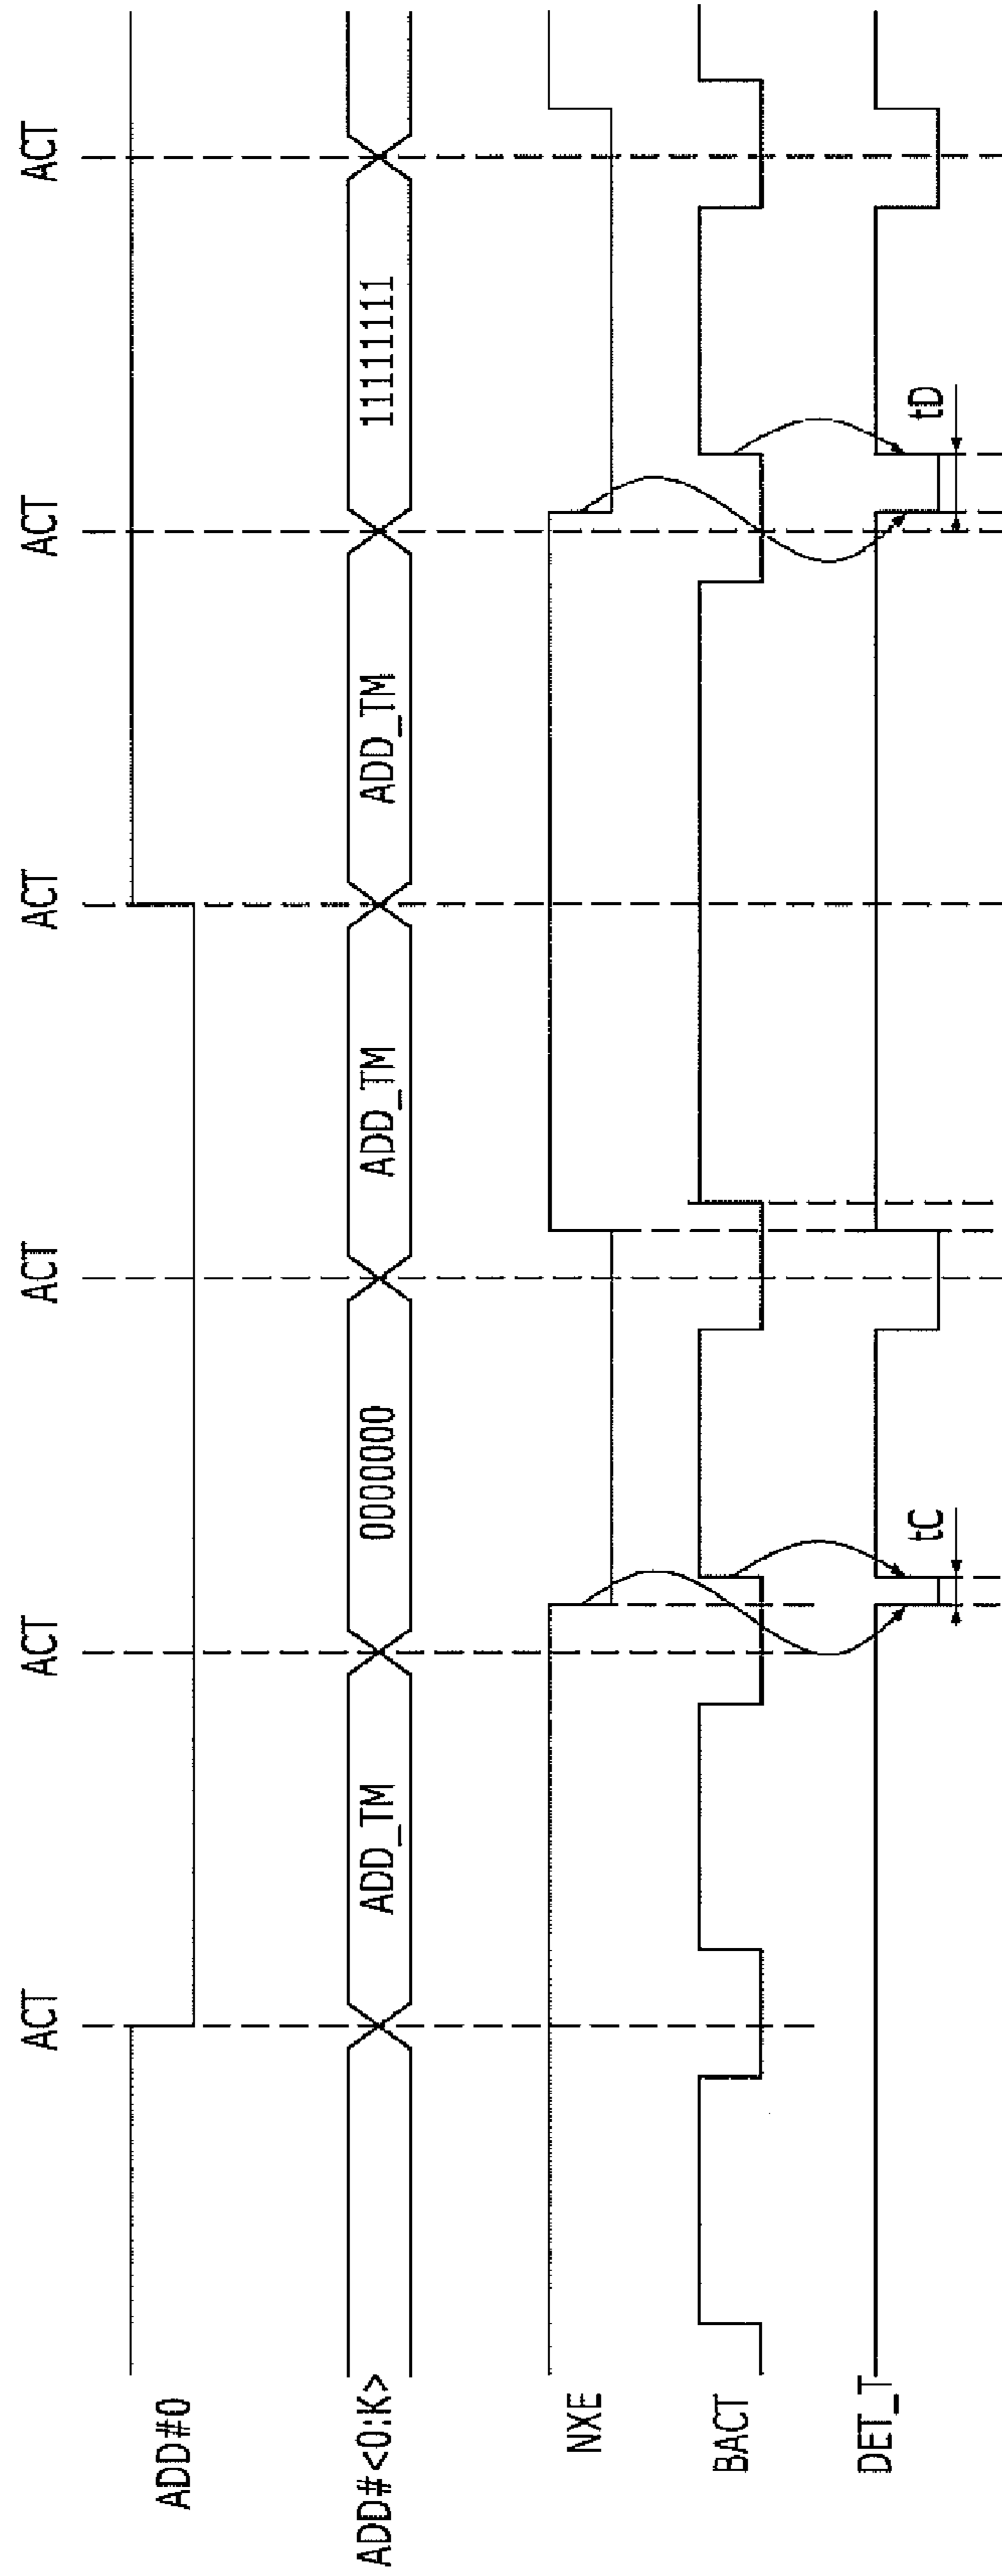 ACT ACT ACT ACT ACT ACT
ADD#0
ADD#<0:K> ADD_TM 0000000 ADD_TM ADD_TM 1111111
NXE
BACT
DET_T
tC tD